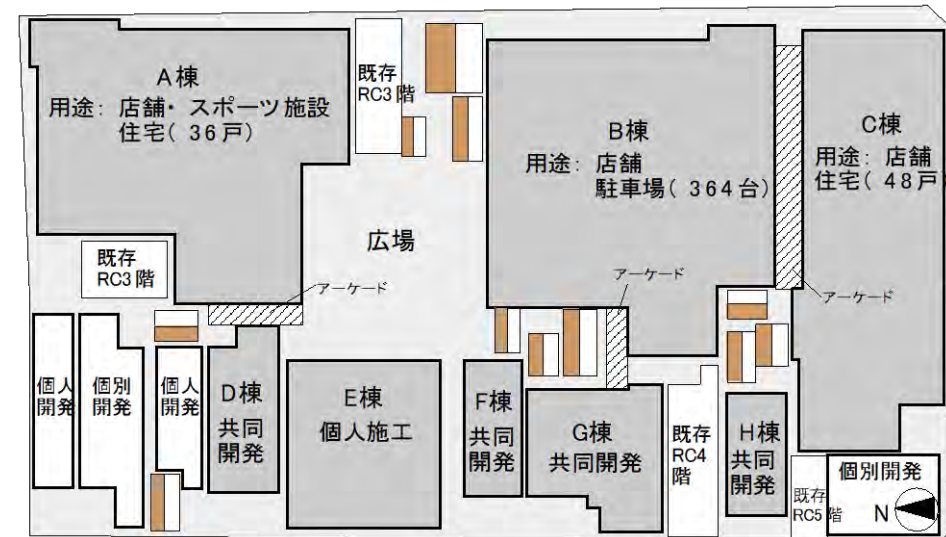 A棟
用途: 店舗・スポーツ施設
住宅( 36戸)
既存
RC3階
B棟
用途: 店舗
駐車場( 364台)
C棟
用途: 店舗
住宅( 48戸
広場
既存
RC3階
アーケード
アーケード
アーケード
個人
開発
個別
開発
個人
開発
D棟
共同
開発
E棟
個人施工
F棟
共同
開発
G棟
共同開発
既存
RC4
階
H棟
共同
開発
既存
RC5階
個別開発
N